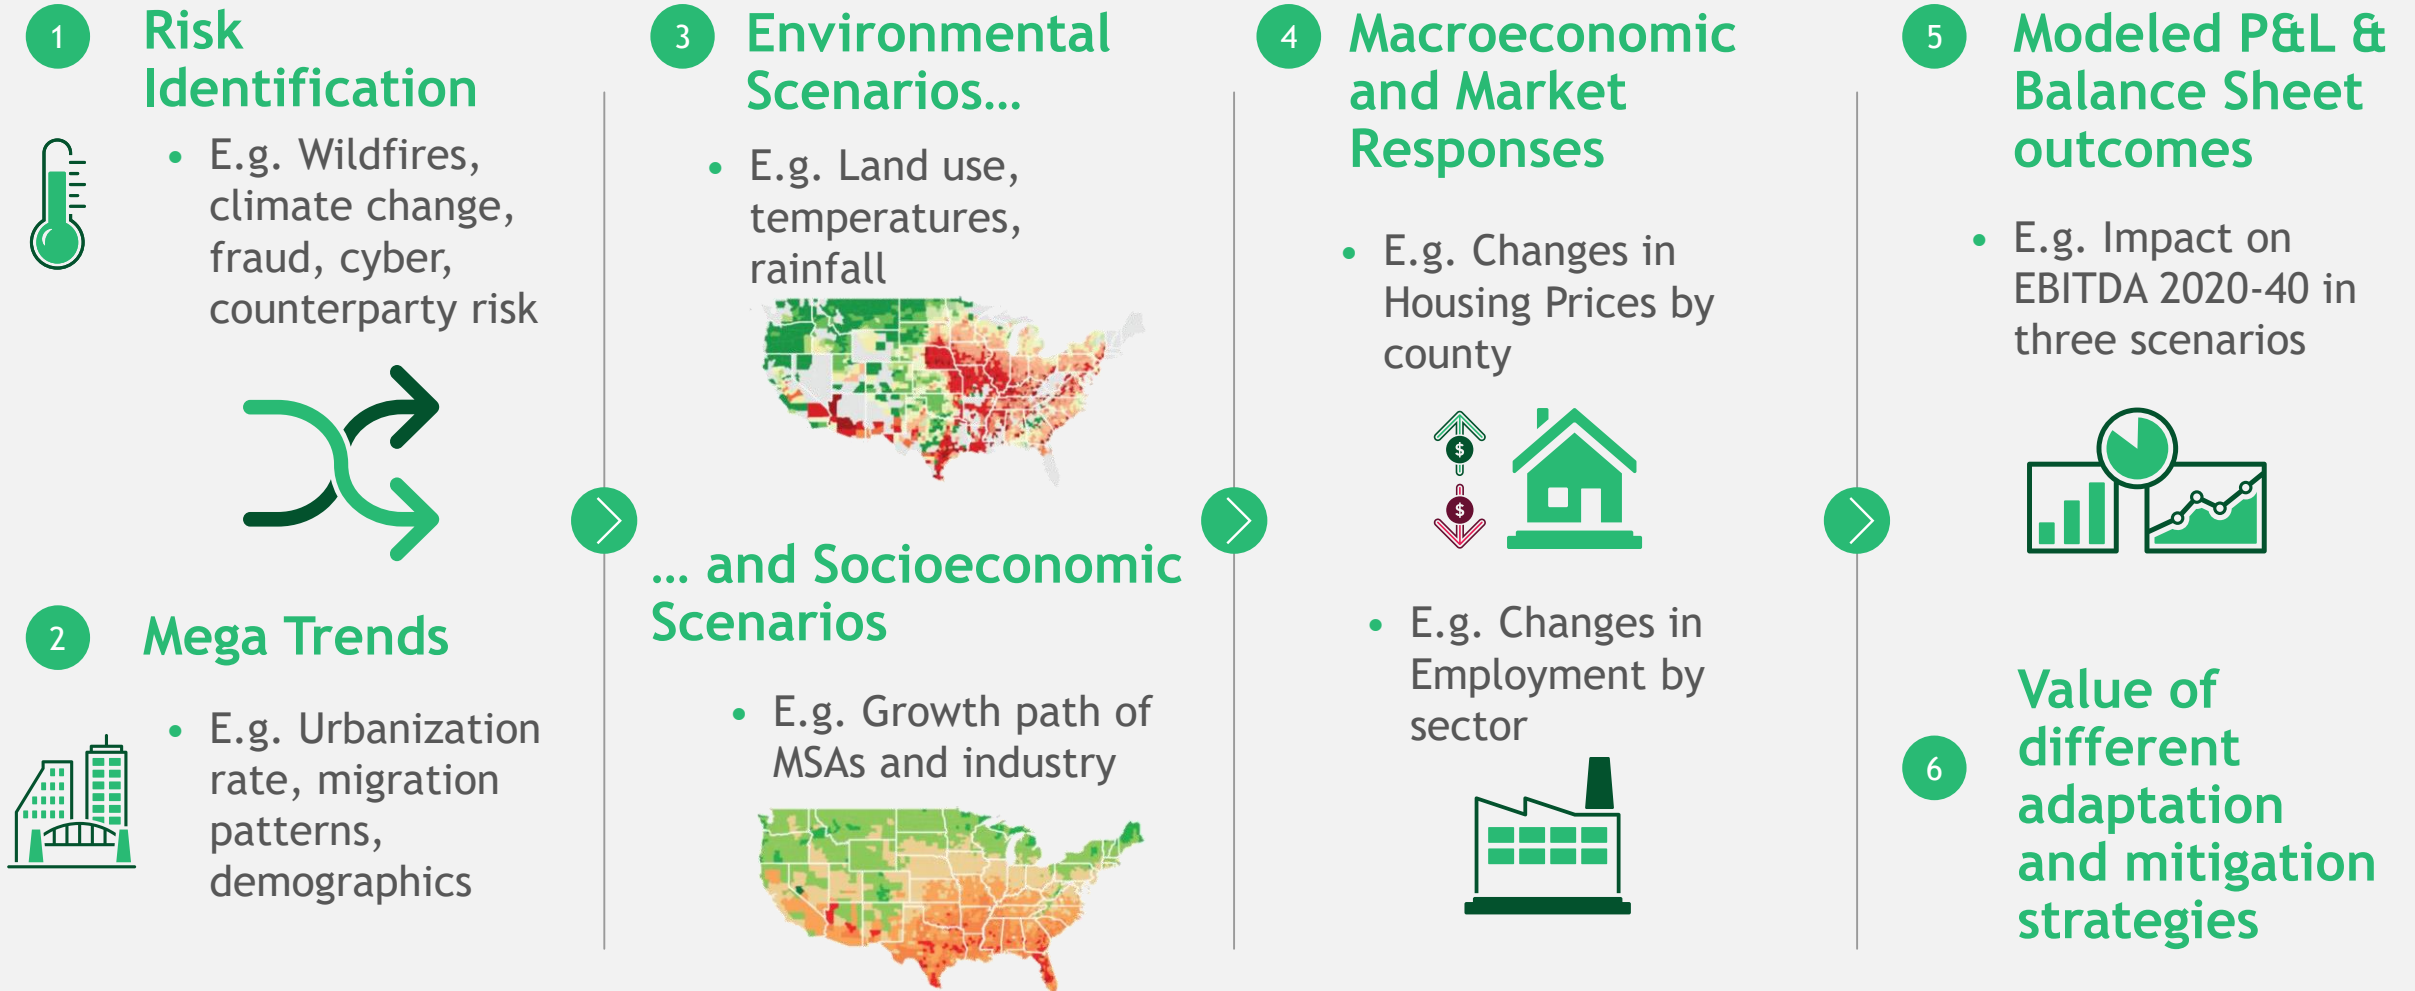 1
Risk
Identification
• E.g. Wildfires,
climate change,
fraud, cyber,
counterparty risk
2
Mega Trends
• E.g. Urbanization
rate, migration
patterns,
demographics
3
Environmental
Scenarios...
• E.g. Land use,
temperatures,
rainfall
... and Socioeconomic
Scenarios
• E.g. Growth path of
MSAs and industry
4
Macroeconomic
and Market
Responses
• E.g. Changes in
Housing Prices by
county
$
$
• E.g. Changes in
Employment by
sector
5
Modeled P&L &
Balance Sheet
outcomes
• E.g. Impact on
EBITDA 2020-40 in
three scenarios
6
Value of
different
adaptation
and mitigation
strategies